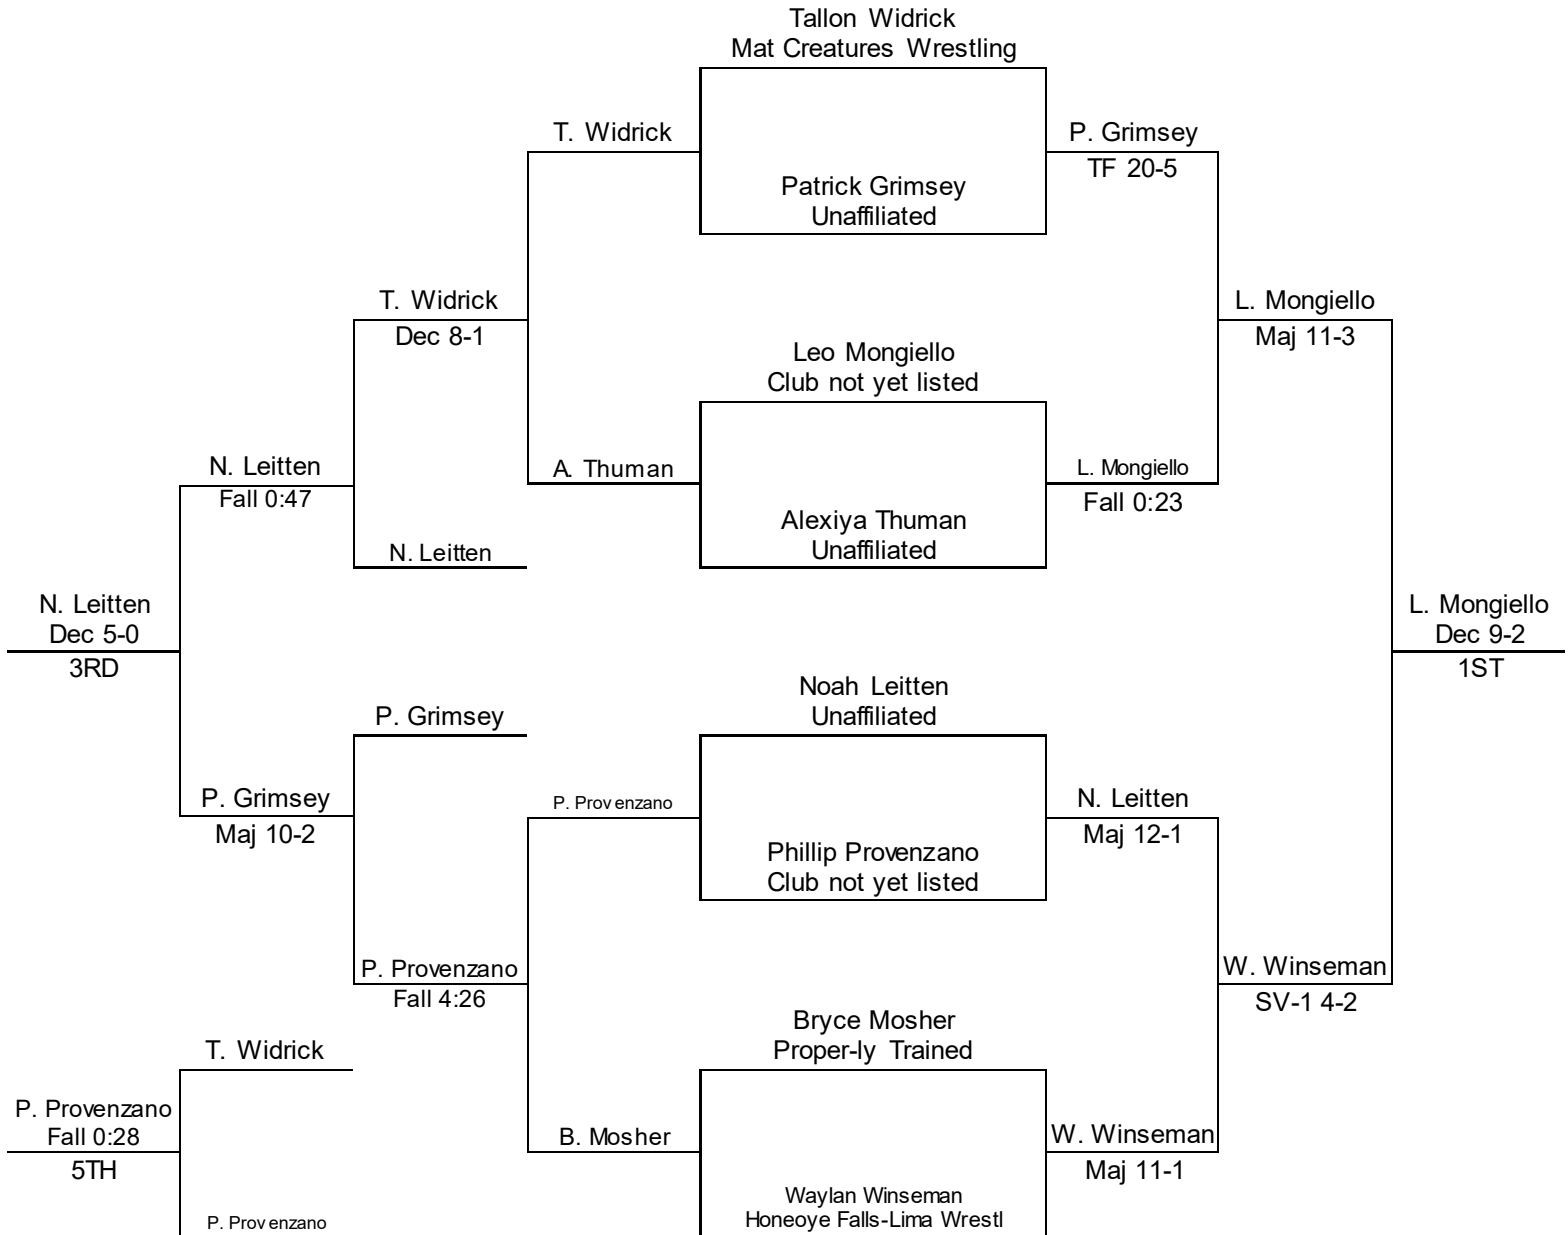 Tallon Widrick
Mat Creatures Wrestling
T. Widrick
P. Grimsey
TF 20-5
Patrick Grimsey
Unaffiliated
T. Widrick
Dec 8-1
L. Mongiello
Maj 11-3
Leo Mongiello
Club not yet listed
N. Leitten
Fall 0:47
A. Thuman
L. Mongiello
Fall 0:23
Alexiya Thuman
Unaffiliated
N. Leitten
N. Leitten
Dec 5-0
3RD
L. Mongiello
Dec 9-2
1ST
Noah Leitten
Unaffiliated
P. Grimsey
P. Grimsey
Maj 10-2
P. Provenzano
N. Leitten
Maj 12-1
Phillip Provenzano
Club not yet listed
P. Provenzano
Fall 4:26
W. Winseman
SV-1 4-2
Bryce Mosher
Proper-ly Trained
T. Widrick
P. Provenzano
Fall 0:28
5TH
B. Mosher
W. Winseman
Maj 11-1
Waylan Winseman
Honeoye Falls-Lima Wrestl
P. Provenzano